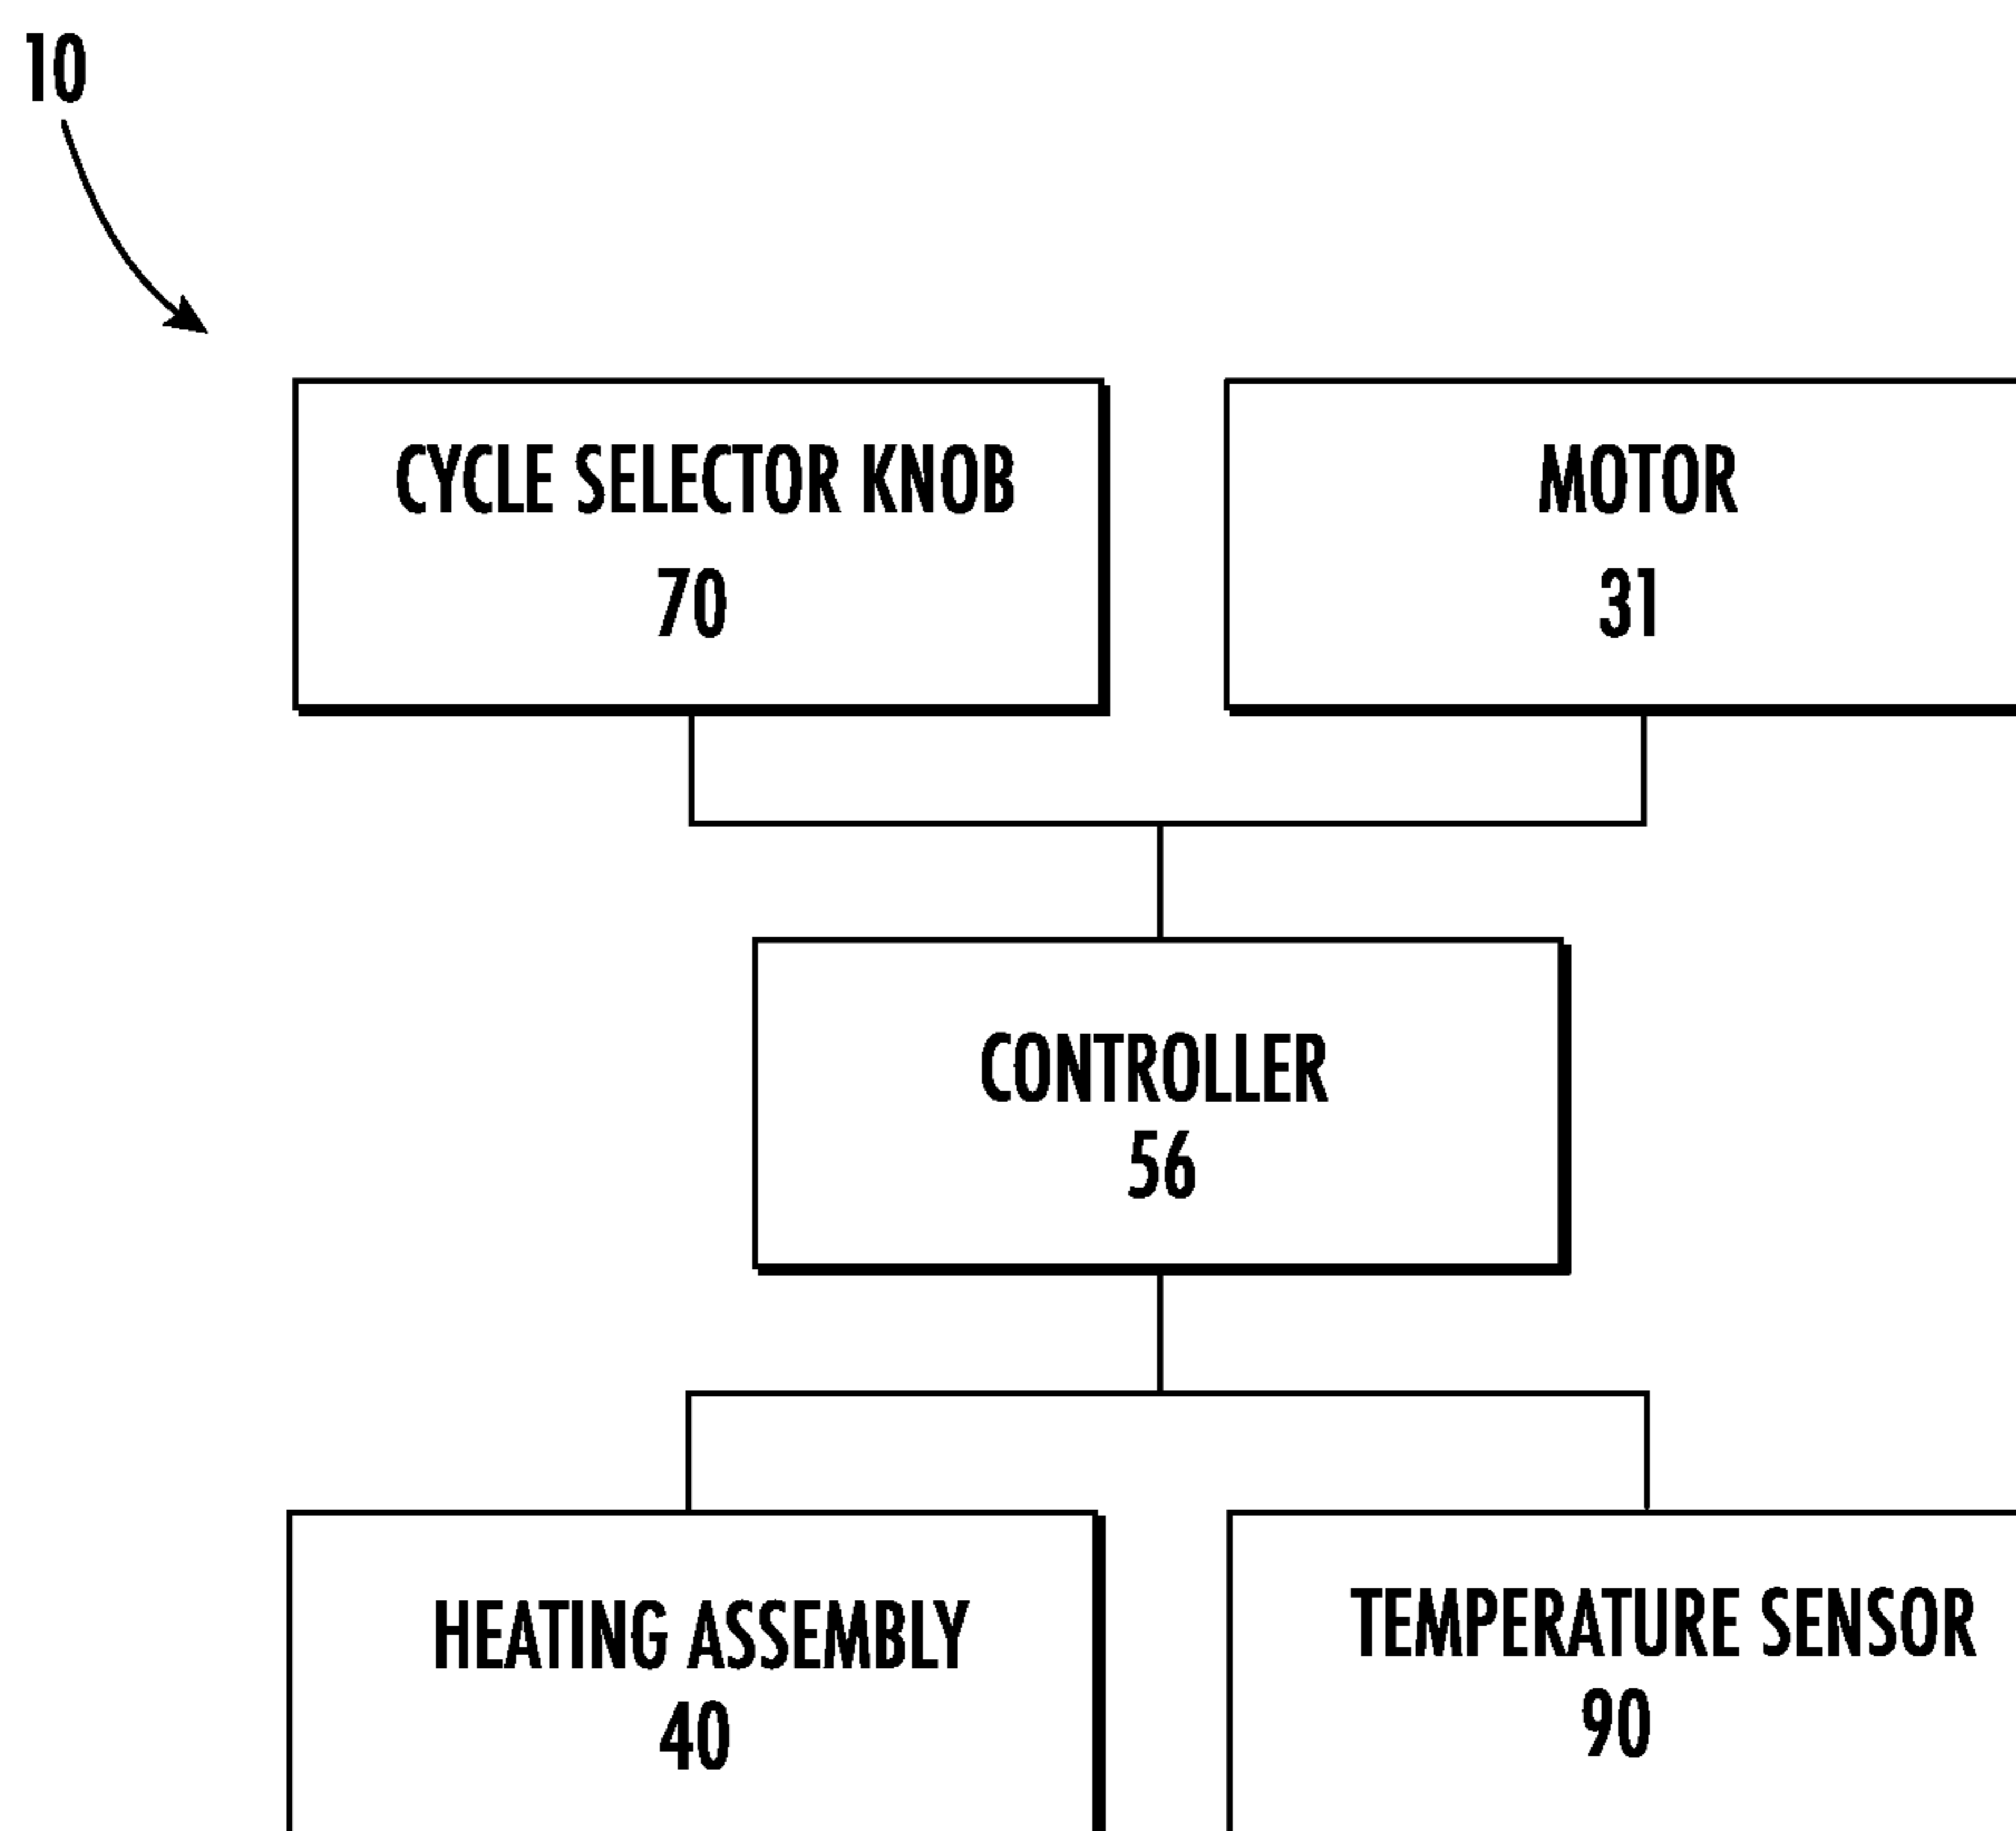 10
CYCLE SELECTOR KNOB
70
MOTOR
31
CONTROLLER
56
HEATING ASSEMBLY
40
TEMPERATURE SENSOR
90